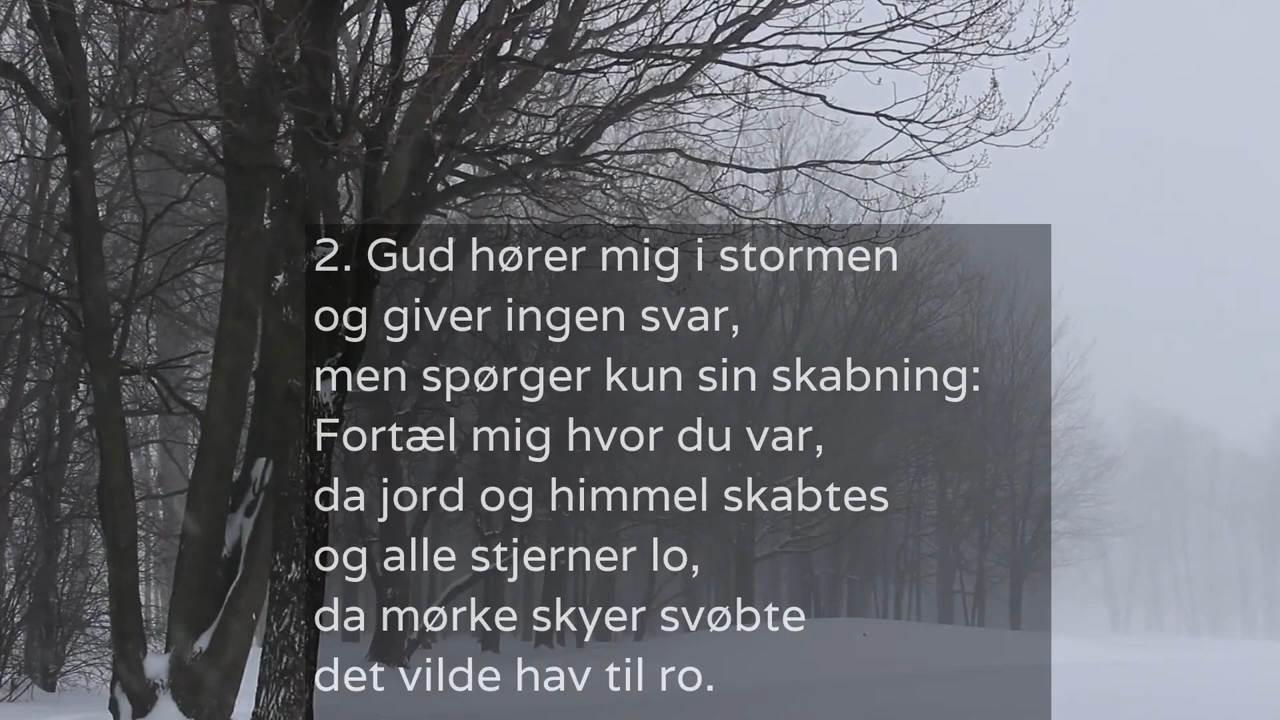 2. Gud hører mig i stormen
og giver ingen svar,
men spørger kun sin skabning:
Fortæl mig hvor du var,
da jord og himmel skabtes
og alle stjerner lo,
da mørke skyer svøbte
det vilde hav til ro.